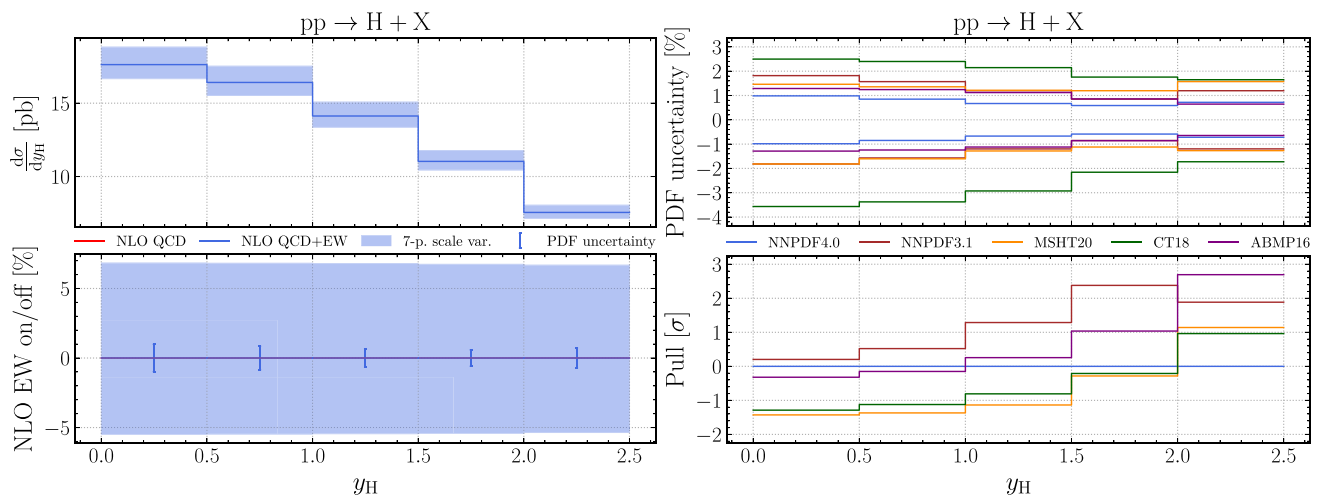 pp → H + X
dσ/dy_H [pb]
15
10
NLO QCD NLO QCD+EW 7-p. scale var. PDF uncertainty
NLO EW on/off [%]
5
0
−5
0.0 0.5 1.0 1.5 2.0 2.5
y_H
pp → H + X
PDF uncertainty [%]
3
2
1
0
−1
−2
−3
−4
NNPDF4.0 NNPDF3.1 MSHT20 CT18 ABMP16
Pull [σ]
3
2
1
0
−1
−2
0.0 0.5 1.0 1.5 2.0 2.5
y_H